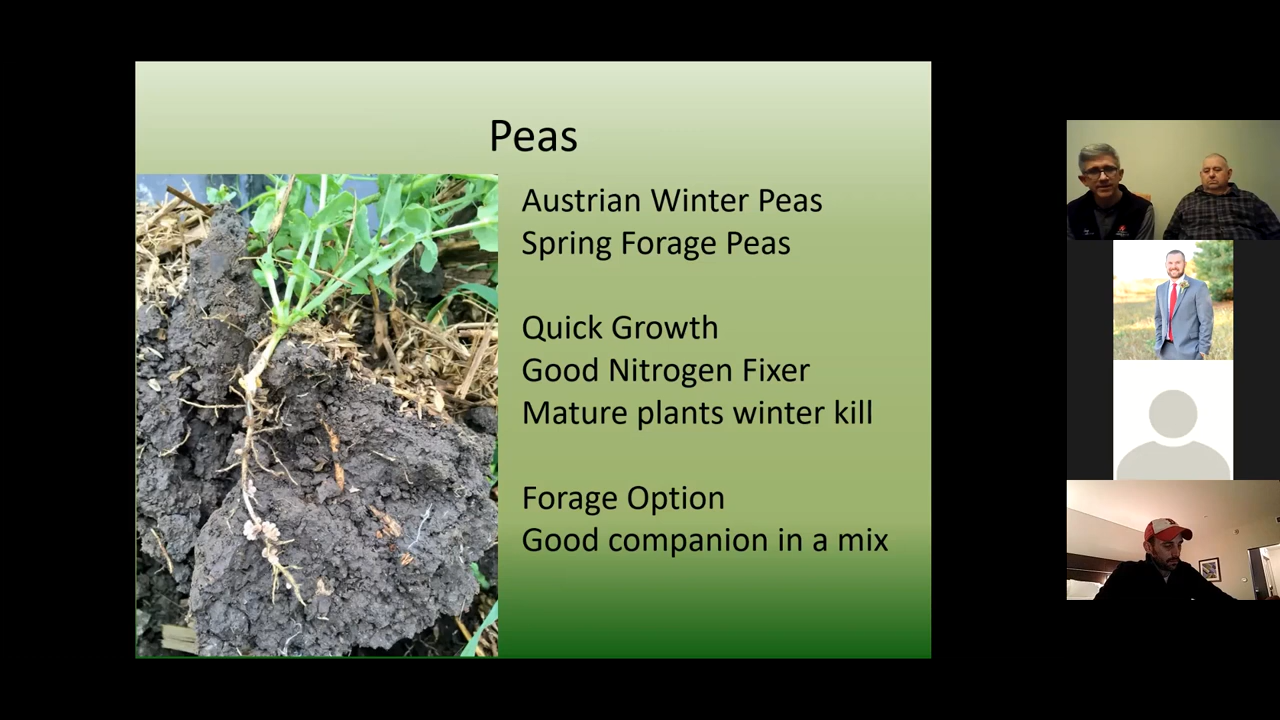 Peas
Austrian Winter Peas
Spring Forage Peas
Quick Growth
Good Nitrogen Fixer
Mature plants winter kill
Forage Option
Good companion in a mix